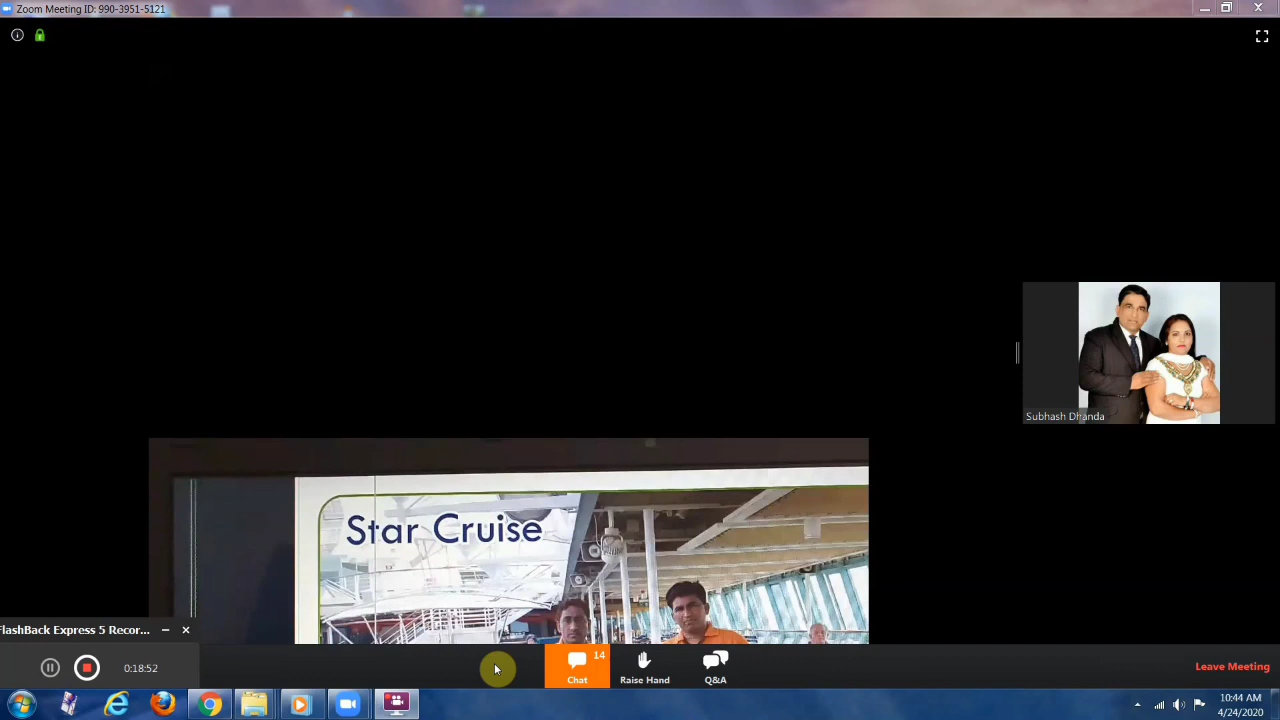 Zoom Meeting ID: 990-3951-5121
Subhash Dhanda
Star Cruise
FlashBack Express 5 Recor...
0:18:52
14
Chat
Raise Hand
Q&A
Leave Meeting
10:44 AM
4/24/2020